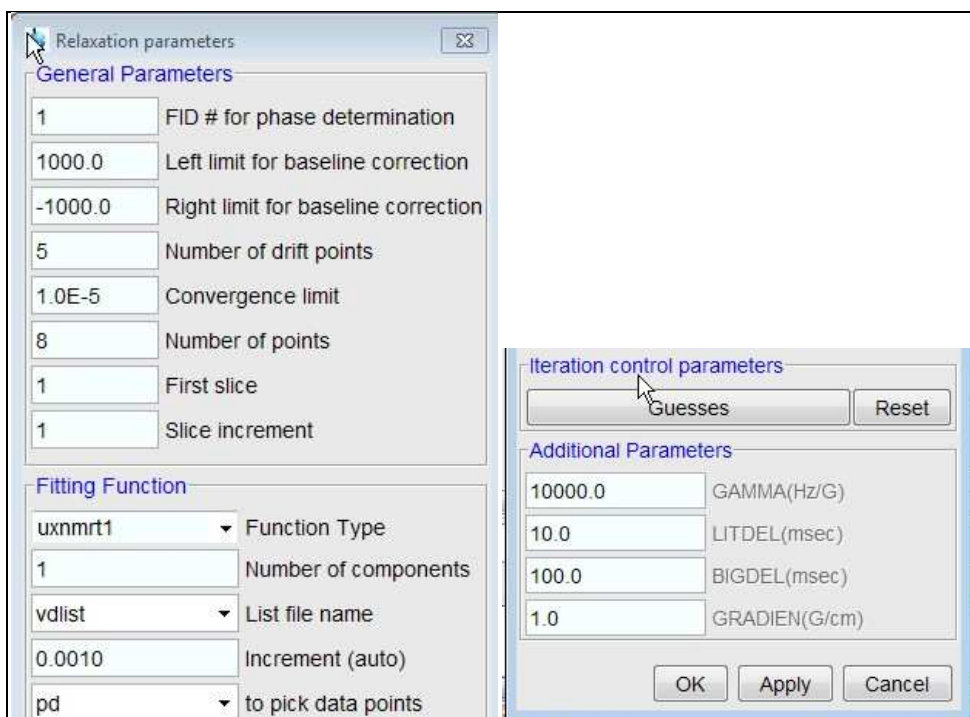 Relaxation parameters
General Parameters
1 FID # for phase determination
1000.0 Left limit for baseline correction
-1000.0 Right limit for baseline correction
5 Number of drift points
1.0E-5 Convergence limit
8 Number of points
1 First slice
1 Slice increment
Fitting Function
uxnmrt1 Function Type
1 Number of components
vdlist List file name
0.0010 Increment (auto)
pd to pick data points
Iteration control parameters
Guesses Reset
Additional Parameters
10000.0 GAMMA(Hz/G)
10.0 LITDEL(msec)
100.0 BIGDEL(msec)
1.0 GRADIEN(G/cm)
OK Apply Cancel